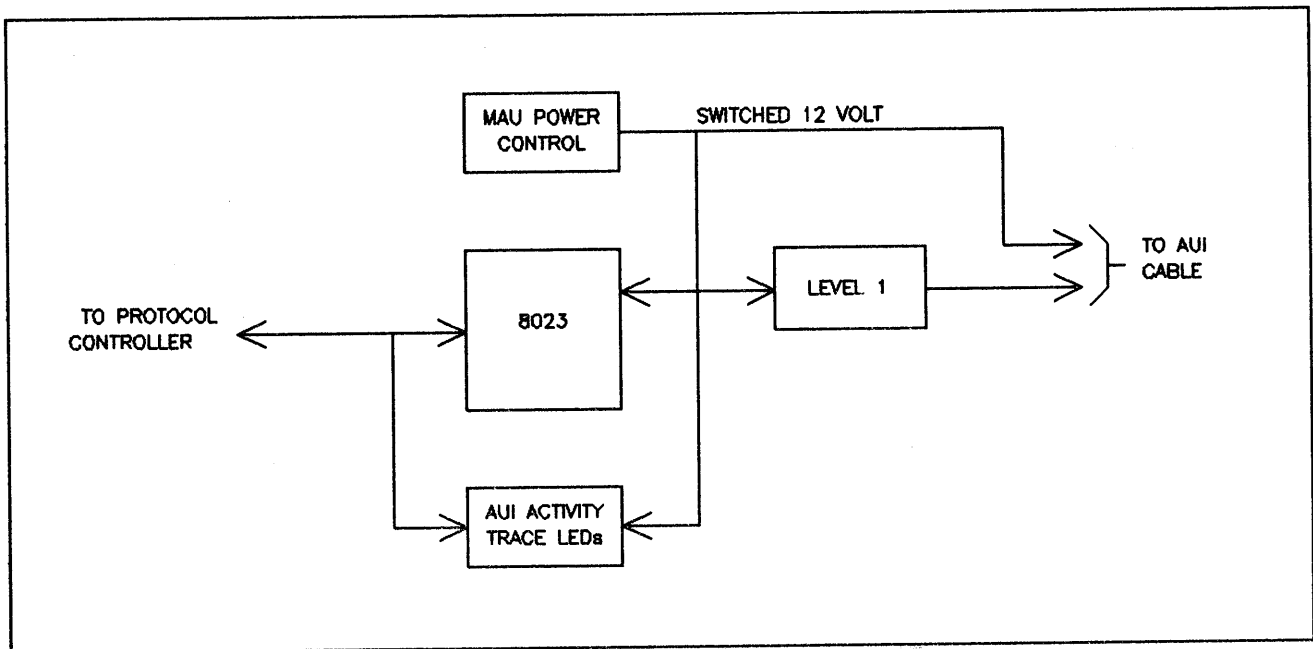 MAU POWER
CONTROL
SWITCHED 12 VOLT
TO AUI
CABLE
LEVEL 1
8023
TO PROTOCOL
CONTROLLER
AUI ACTIVITY
TRACE LEDs